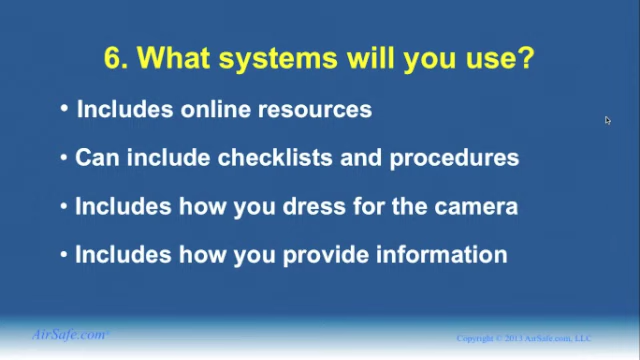 6. What systems will you use?
• Includes online resources
• Can include checklists and procedures
• Includes how you dress for the camera
• Includes how you provide information
AirSafe.com®
Copyright © 2013 AirSafe.com, LLC